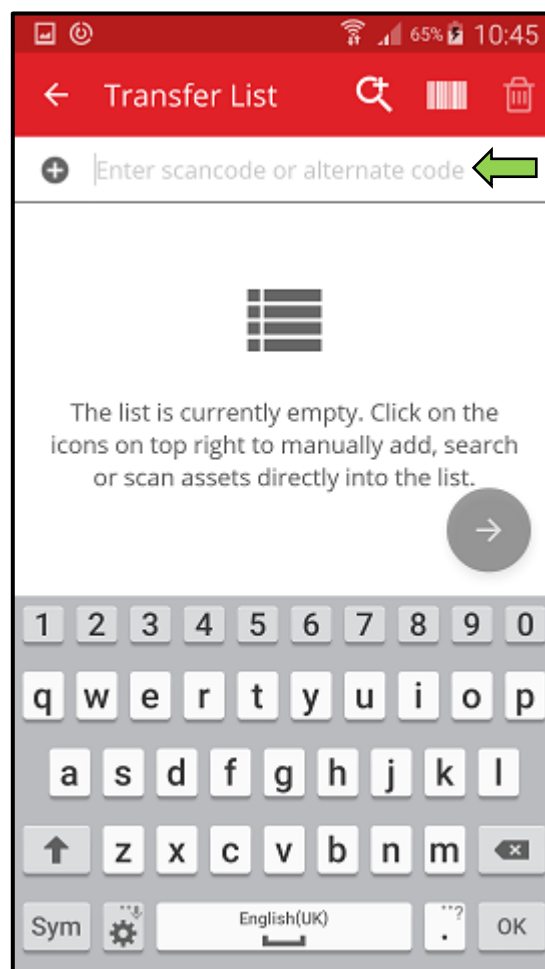 65% 10:45
Transfer List
Enter scancode or alternate code
The list is currently empty. Click on the
icons on top right to manually add, search
or scan assets directly into the list.
1 2 3 4 5 6 7 8 9 0
q w e r t y u i o p
a s d f g h j k l
z x c v b n m
Sym English(UK) ...? . OK